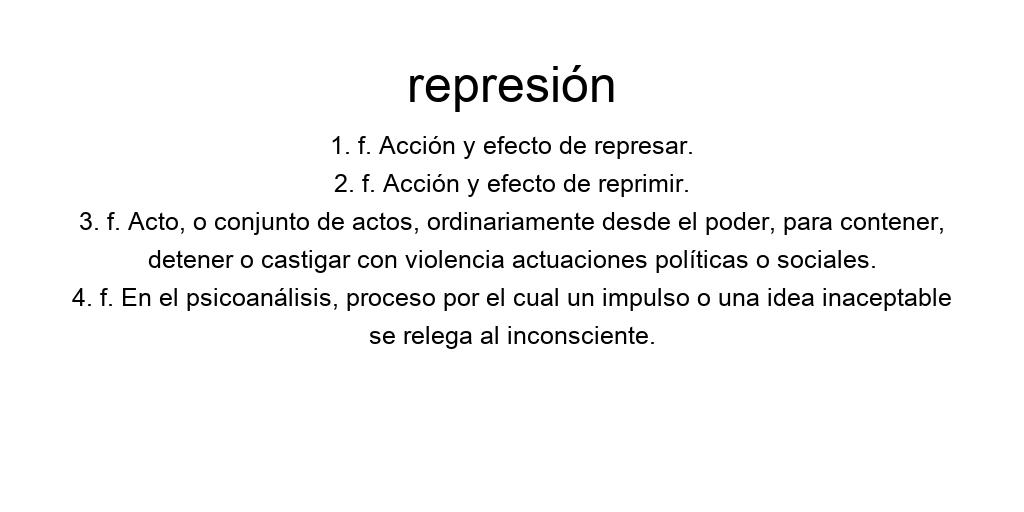 represión
1. f. Acción y efecto de represar.
2. f. Acción y efecto de reprimir.
3. f. Acto, o conjunto de actos, ordinariamente desde el poder, para contener,
detener o castigar con violencia actuaciones políticas o sociales.
4. f. En el psicoanálisis, proceso por el cual un impulso o una idea inaceptable
se relega al inconsciente.